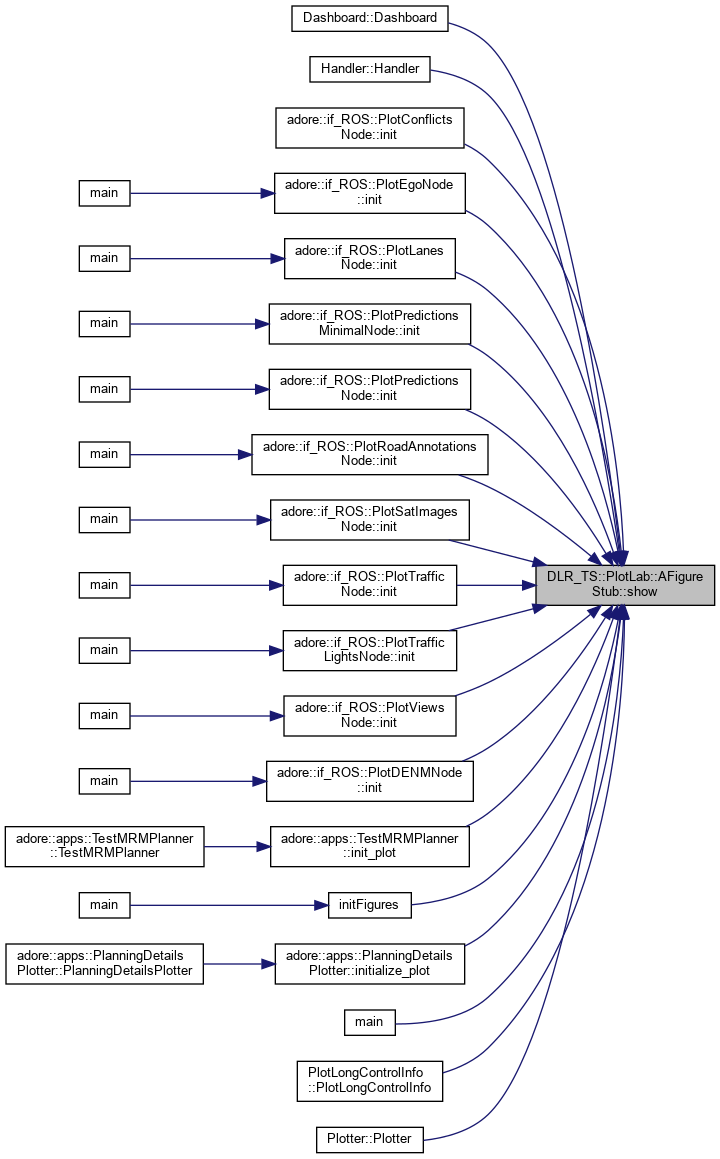 Dashboard::Dashboard
Handler::Handler
adore::if_ROS::PlotConflicts
Node::init
main
adore::if_ROS::PlotEgoNode
::init
main
adore::if_ROS::PlotLanes
Node::init
main
adore::if_ROS::PlotPredictions
MinimalNode::init
main
adore::if_ROS::PlotPredictions
Node::init
main
adore::if_ROS::PlotRoadAnnotations
Node::init
main
adore::if_ROS::PlotSatImages
Node::init
DLR_TS::PlotLab::AFigure
Stub::show
main
adore::if_ROS::PlotTraffic
Node::init
main
adore::if_ROS::PlotTraffic
LightsNode::init
main
adore::if_ROS::PlotViews
Node::init
main
adore::if_ROS::PlotDENMNode
::init
adore::apps::TestMRMPlanner
::TestMRMPlanner
adore::apps::TestMRMPlanner
::init_plot
main
initFigures
adore::apps::PlanningDetails
Plotter::PlanningDetailsPlotter
adore::apps::PlanningDetails
Plotter::initialize_plot
main
PlotLongControlInfo
::PlotLongControlInfo
Plotter::Plotter